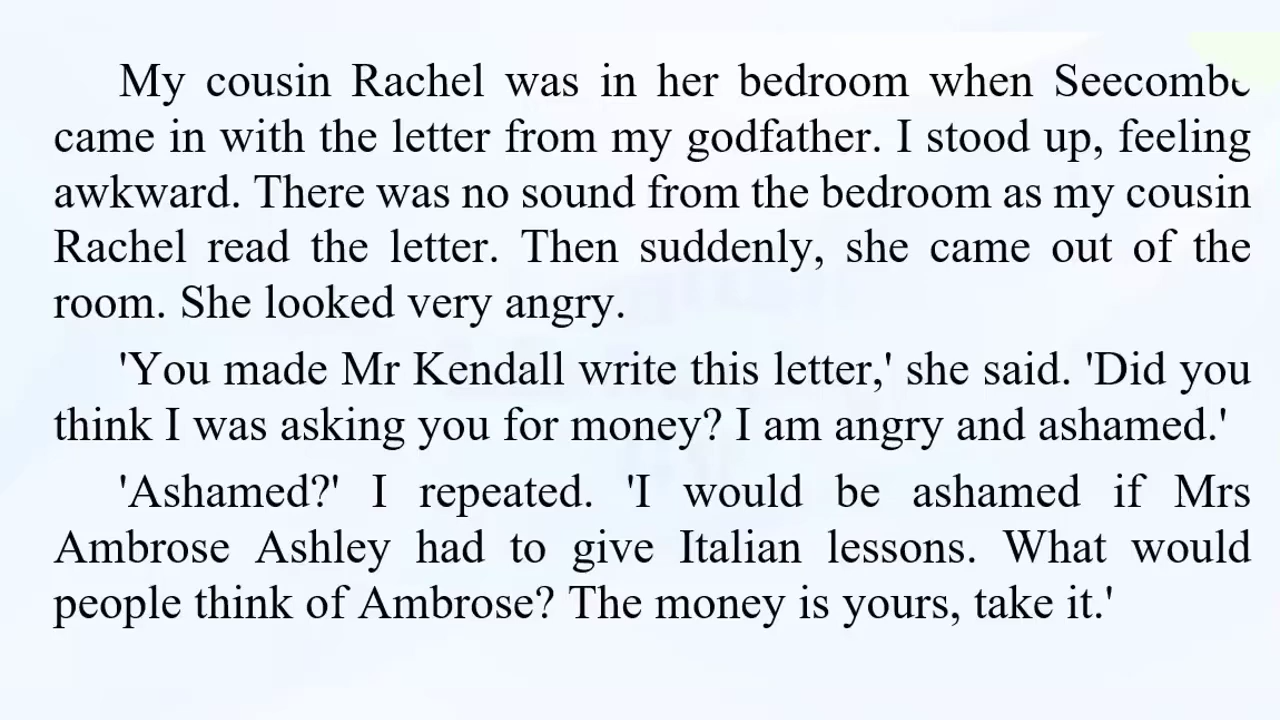 My cousin Rachel was in her bedroom when Seecombe
came in with the letter from my godfather. I stood up, feeling
awkward. There was no sound from the bedroom as my cousin
Rachel read the letter. Then suddenly, she came out of the
room. She looked very angry.
'You made Mr Kendall write this letter,' she said. 'Did you
think I was asking you for money? I am angry and ashamed.'
'Ashamed?' I repeated. 'I would be ashamed if Mrs
Ambrose Ashley had to give Italian lessons. What would
people think of Ambrose? The money is yours, take it.'